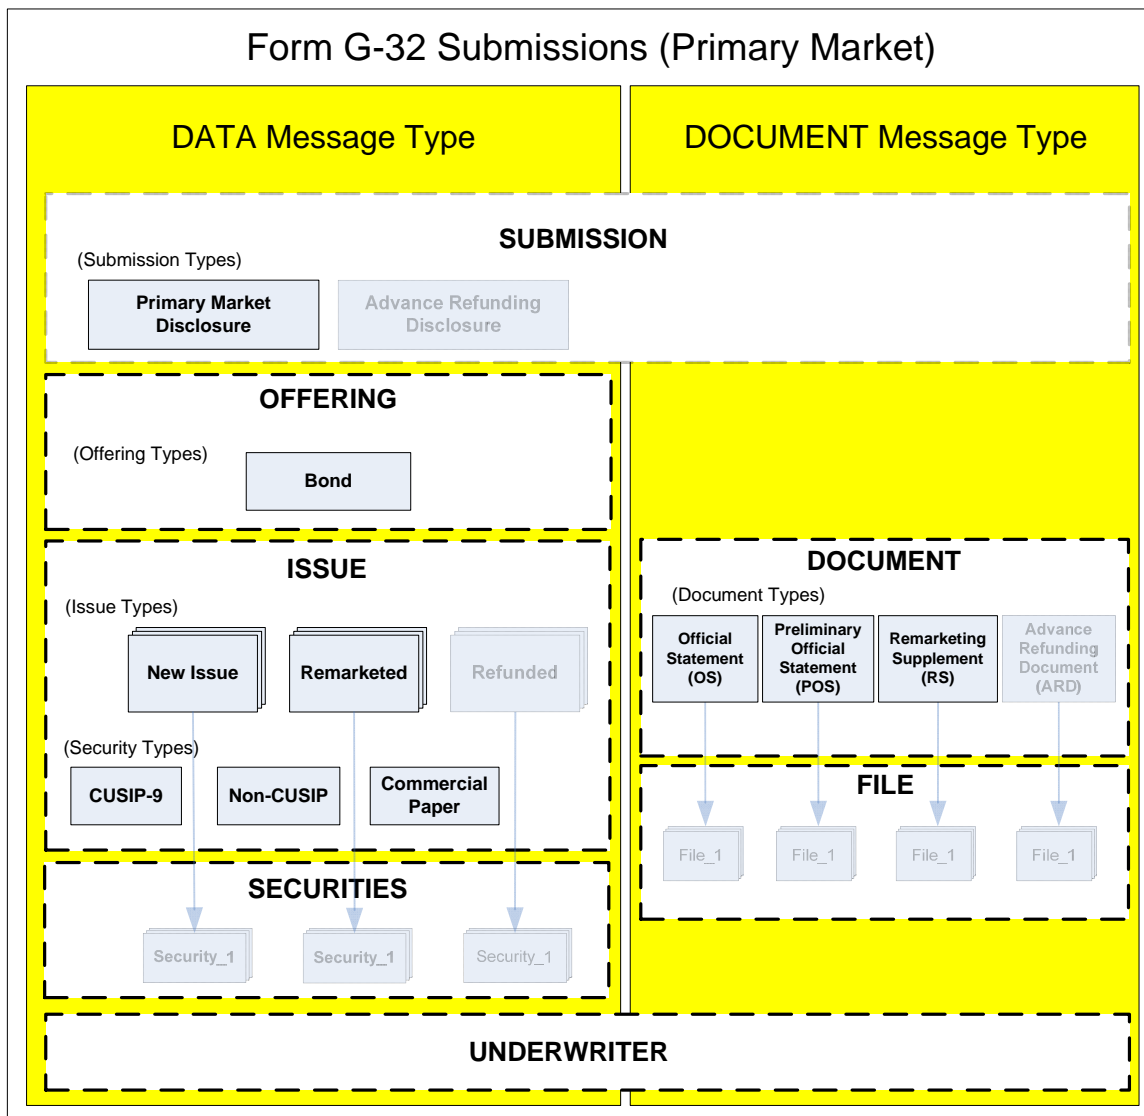 Form G-32 Submissions (Primary Market)
DATA Message Type
DOCUMENT Message Type
SUBMISSION
(Submission Types)
Primary Market
Disclosure
Advance Refunding
Disclosure
OFFERING
(Offering Types)
Bond
ISSUE
(Issue Types)
New Issue
Remarketed
Refunded
(Security Types)
CUSIP-9
Non-CUSIP
Commercial
Paper
SECURITIES
Security_1
Security_1
Security_1
DOCUMENT
(Document Types)
Official
Statement
(OS)
Preliminary
Official
Statement
(POS)
Remarketing
Supplement
(RS)
Advance
Refunding
Document
(ARD)
FILE
File_1
File_1
File_1
File_1
UNDERWRITER